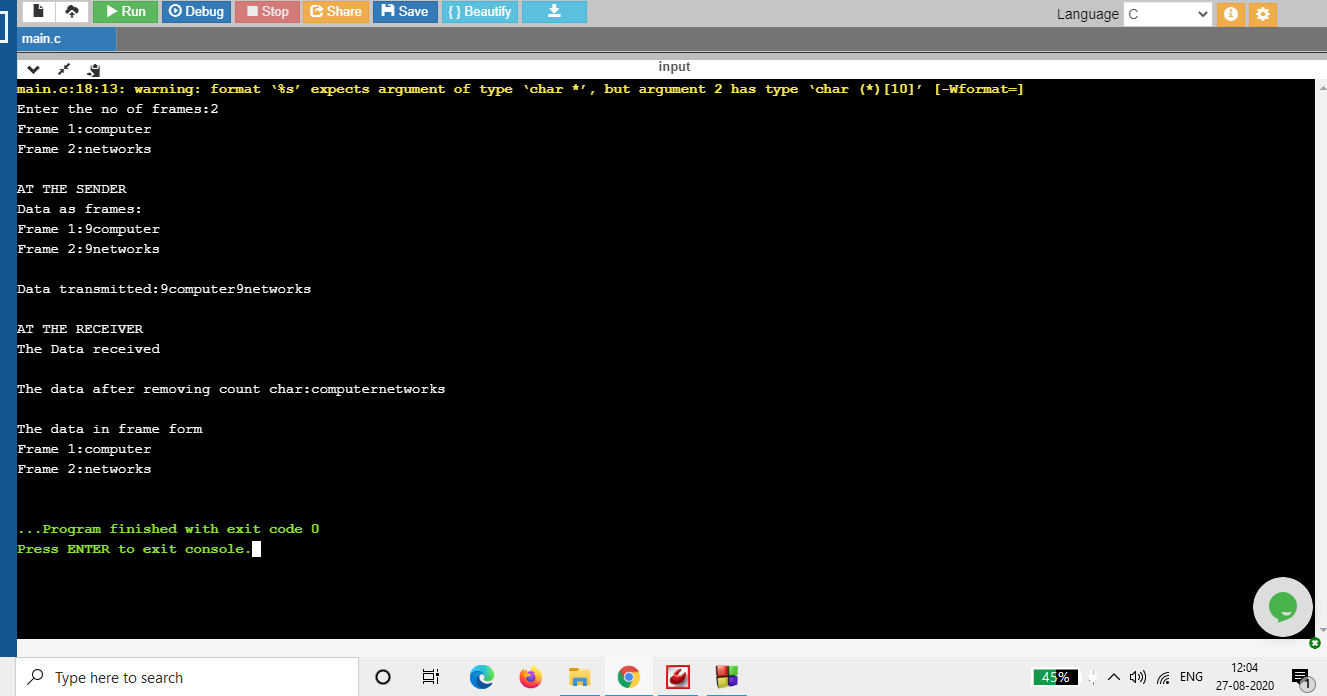 Run Debug Stop Share Save { } Beautify Language C
main.c
input
main.c:18:13: warning: format ‘%s’ expects argument of type ‘char *’, but argument 2 has type ‘char (*)[10]’ [-Wformat=]
Enter the no of frames:2
Frame 1:computer
Frame 2:networks
AT THE SENDER
Data as frames:
Frame 1:9computer
Frame 2:9networks
Data transmitted:9computer9networks
AT THE RECEIVER
The Data received
The data after removing count char:computernetworks
The data in frame form
Frame 1:computer
Frame 2:networks
...Program finished with exit code 0
Press ENTER to exit console.
Type here to search
45%
ENG
12:04
27-08-2020
1